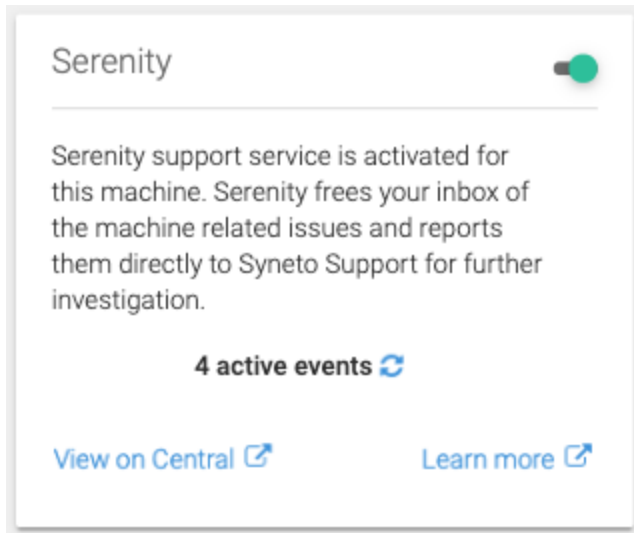 Serenity
Serenity support service is activated for
this machine. Serenity frees your inbox of
the machine related issues and reports
them directly to Syneto Support for further
investigation.
4 active events
View on Central
Learn more